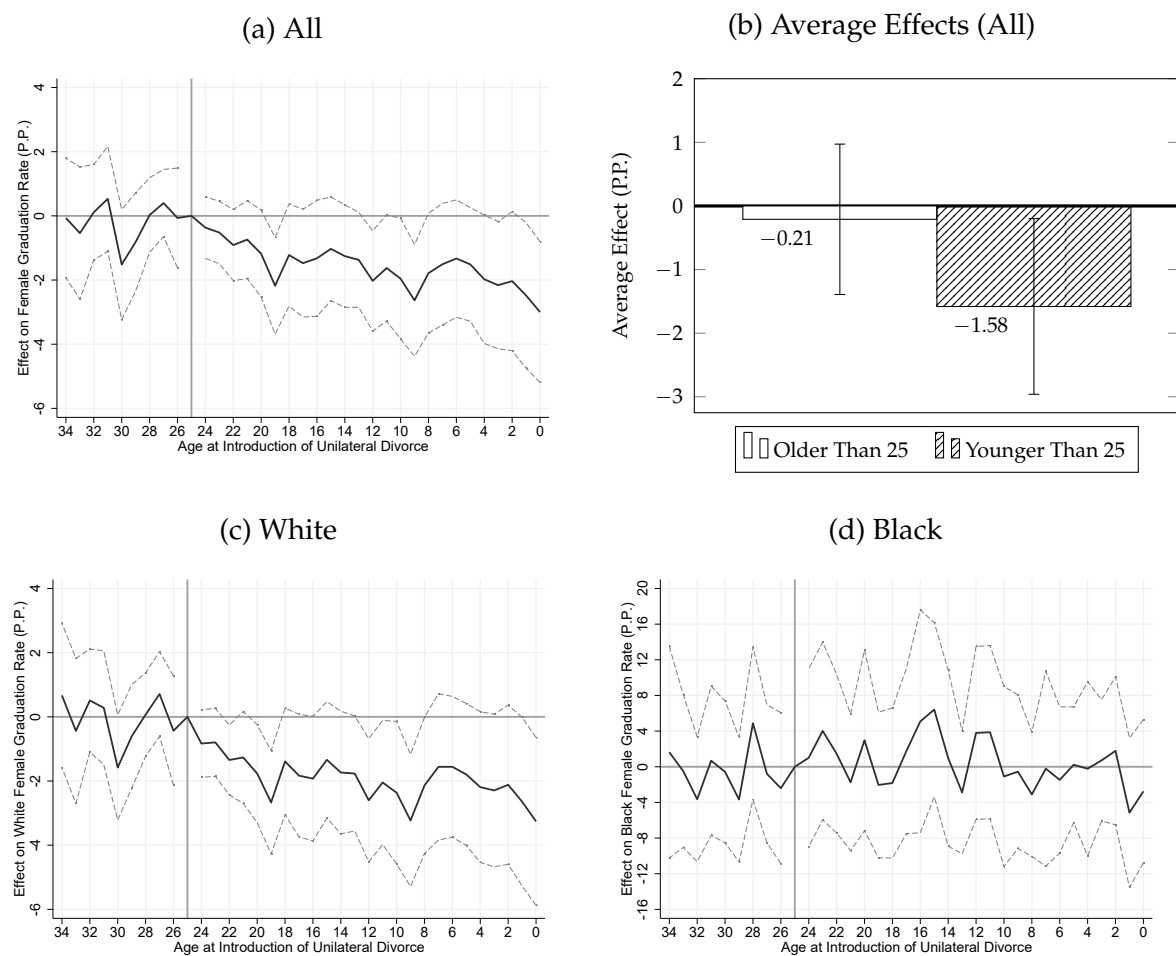 (a) All
Effect on Female Graduation Rate (P.P.)
4
2
0
-2
-4
-6
34 32 30 28 26 24 22 20 18 16 14 12 10 8 6 4 2 0
Age at Introduction of Unilateral Divorce
(b) Average Effects (All)
Average Effect (P.P.)
2
1
0
−1
−2
−3
−0.21
−1.58
Older Than 25 Younger Than 25
(c) White
Effect on White Female Graduation Rate (P.P.)
4
2
0
-2
-4
-6
34 32 30 28 26 24 22 20 18 16 14 12 10 8 6 4 2 0
Age at Introduction of Unilateral Divorce
(d) Black
Effect on Black Female Graduation Rate (P.P.)
20
16
12
8
4
0
-4
-8
-12
-16
34 32 30 28 26 24 22 20 18 16 14 12 10 8 6 4 2 0
Age at Introduction of Unilateral Divorce